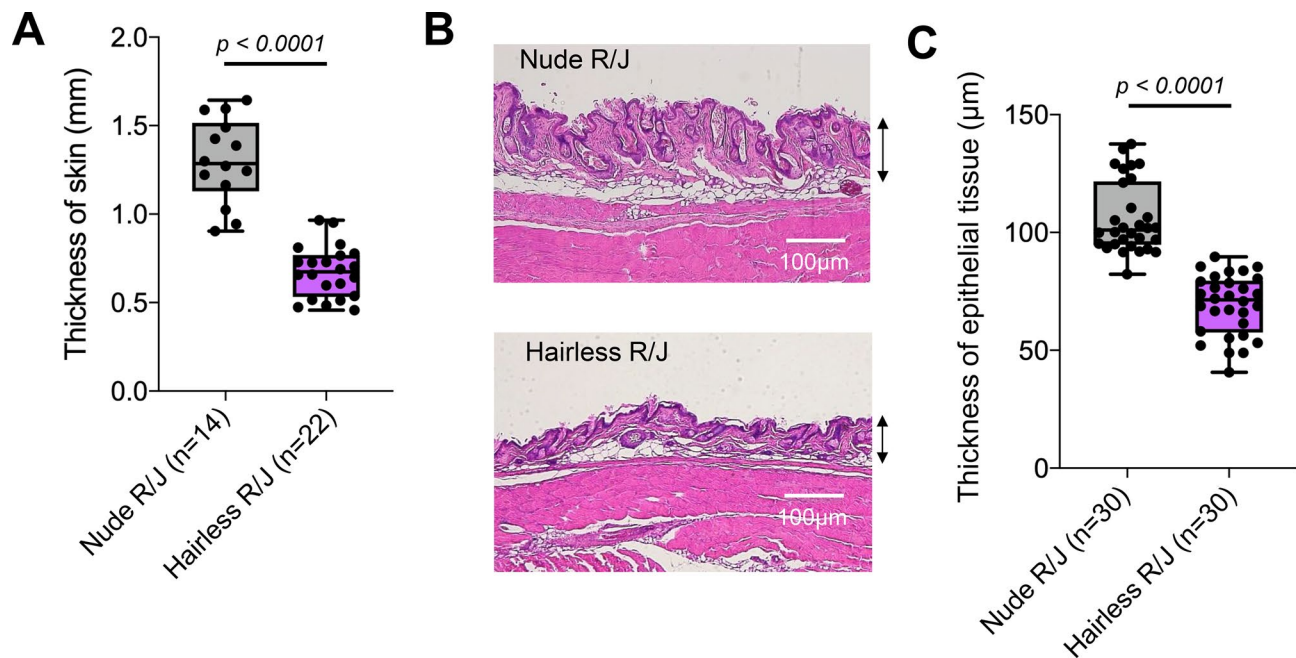 A
Thickness of skin (mm)
2.0
1.5
1.0
0.5
0.0
p < 0.0001
Nude R/J (n=14)
Hairless R/J (n=22)
B
Nude R/J
100μm
Hairless R/J
100μm
C
Thickness of epithelial tissue (μm)
150
100
50
0
p < 0.0001
Nude R/J (n=30)
Hairless R/J (n=30)